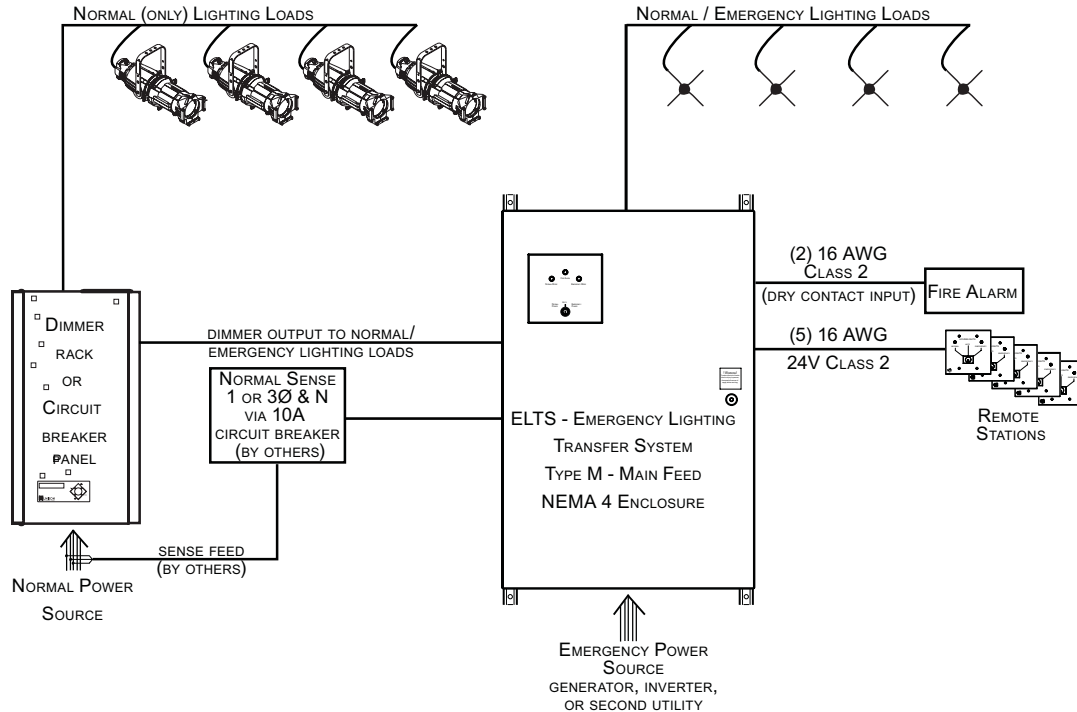 Normal (only) Lighting Loads
Normal / Emergency Lighting Loads
(2) 16 AWG
Class 2
(dry contact input)
Fire Alarm
(5) 16 AWG
24V Class 2
Remote
Stations
Dimmer
rack
or
Circuit
breaker
panel
dimmer output to normal/
emergency lighting loads
Normal Sense
1 or 3Ø & N
via 10A
circuit breaker
(by others)
ELTS - Emergency Lighting
Transfer System
Type M - Main Feed
NEMA 4 Enclosure
sense feed
(by others)
Normal Power
Source
Emergency Power
Source
generator, inverter,
or second utility